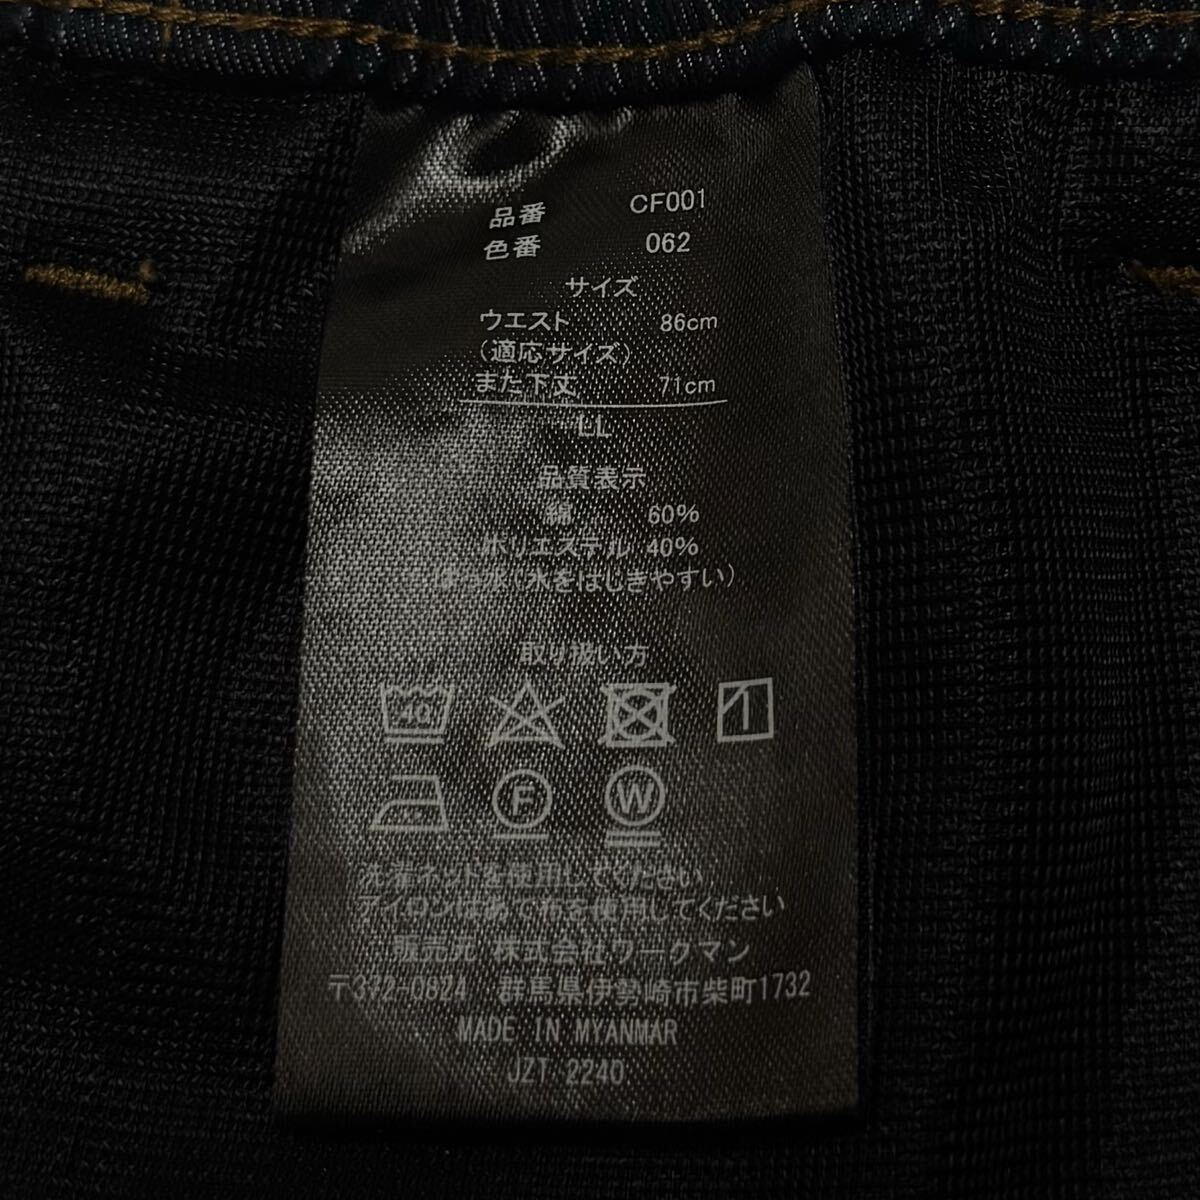 品番 CF001
色番 062
サイズ
ウエスト 86cm
(適応サイズ)
また下丈 71cm
LL
品質表示
綿 60%
ポリエステル 40%
はっ水(水をはじきやすい)
取り扱い方
40
F
W
洗濯ネットを使用してください
アイロンはあて布を使用してください
販売元 株式会社ワークマン
〒372-0824 群馬県伊勢崎市柴町1732
MADE IN MYANMAR
JZT 2240